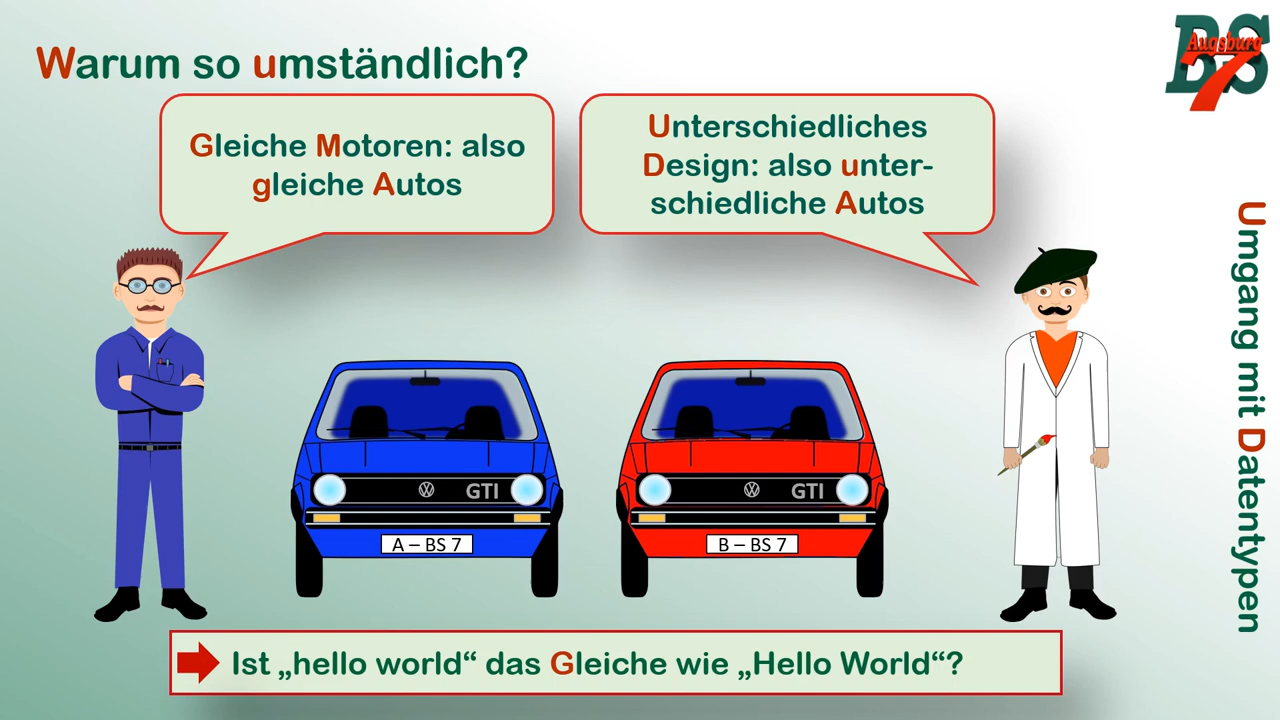 Warum so umständlich?
BS
Augsburg
7
Gleiche Motoren: also
gleiche Autos
Unterschiedliches
Design: also unter-
schiedliche Autos
Umgang mit Datentypen
GTI
GTI
A – BS 7
B – BS 7
Ist „hello world“ das Gleiche wie „Hello World“?